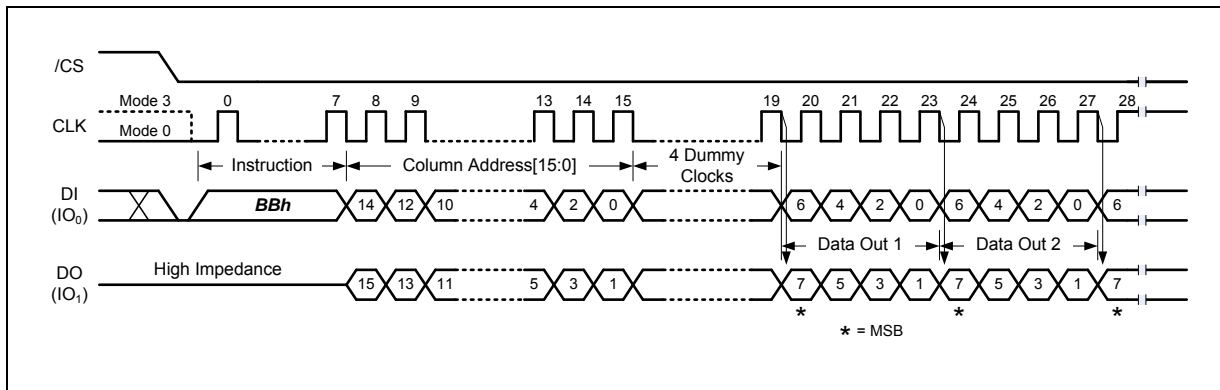 /CS
Mode 3 0 7 8 9 13 14 15 19 20 21 22 23 24 25 26 27 28
CLK
Mode 0
Instruction Column Address[15:0] 4 Dummy Clocks
DI
(IO₀)
BBh 14 12 10 4 2 0 6 4 2 0 6 4 2 0 6
Data Out 1 Data Out 2
High Impedance
DO
(IO₁)
15 13 11 5 3 1 7 5 3 1 7 5 3 1 7
* * *
* = MSB